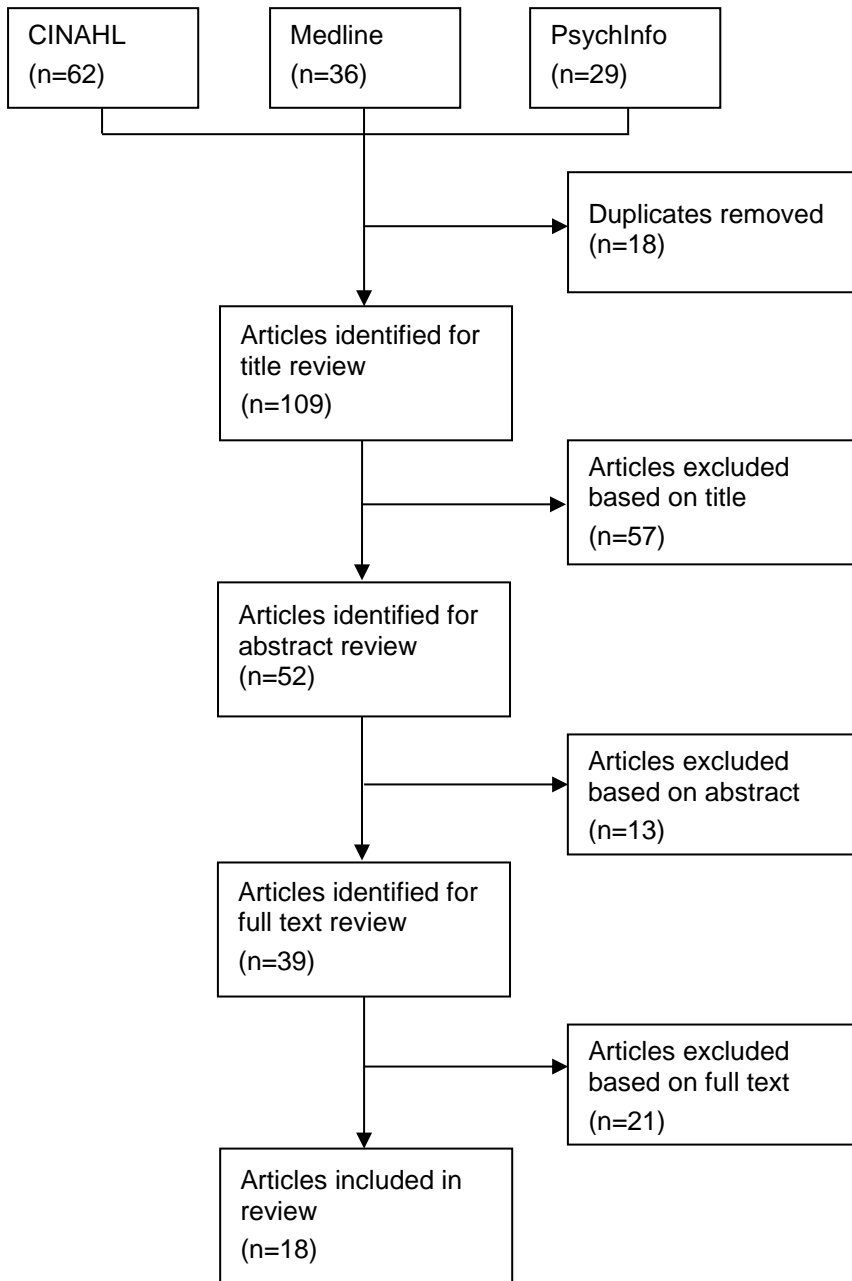 CINAHL
(n=62)
Medline
(n=36)
PsychInfo
(n=29)
Duplicates removed
(n=18)
Articles identified for
title review
(n=109)
Articles excluded
based on title
(n=57)
Articles identified for
abstract review
(n=52)
Articles excluded
based on abstract
(n=13)
Articles identified for
full text review
(n=39)
Articles excluded
based on full text
(n=21)
Articles included in
review
(n=18)